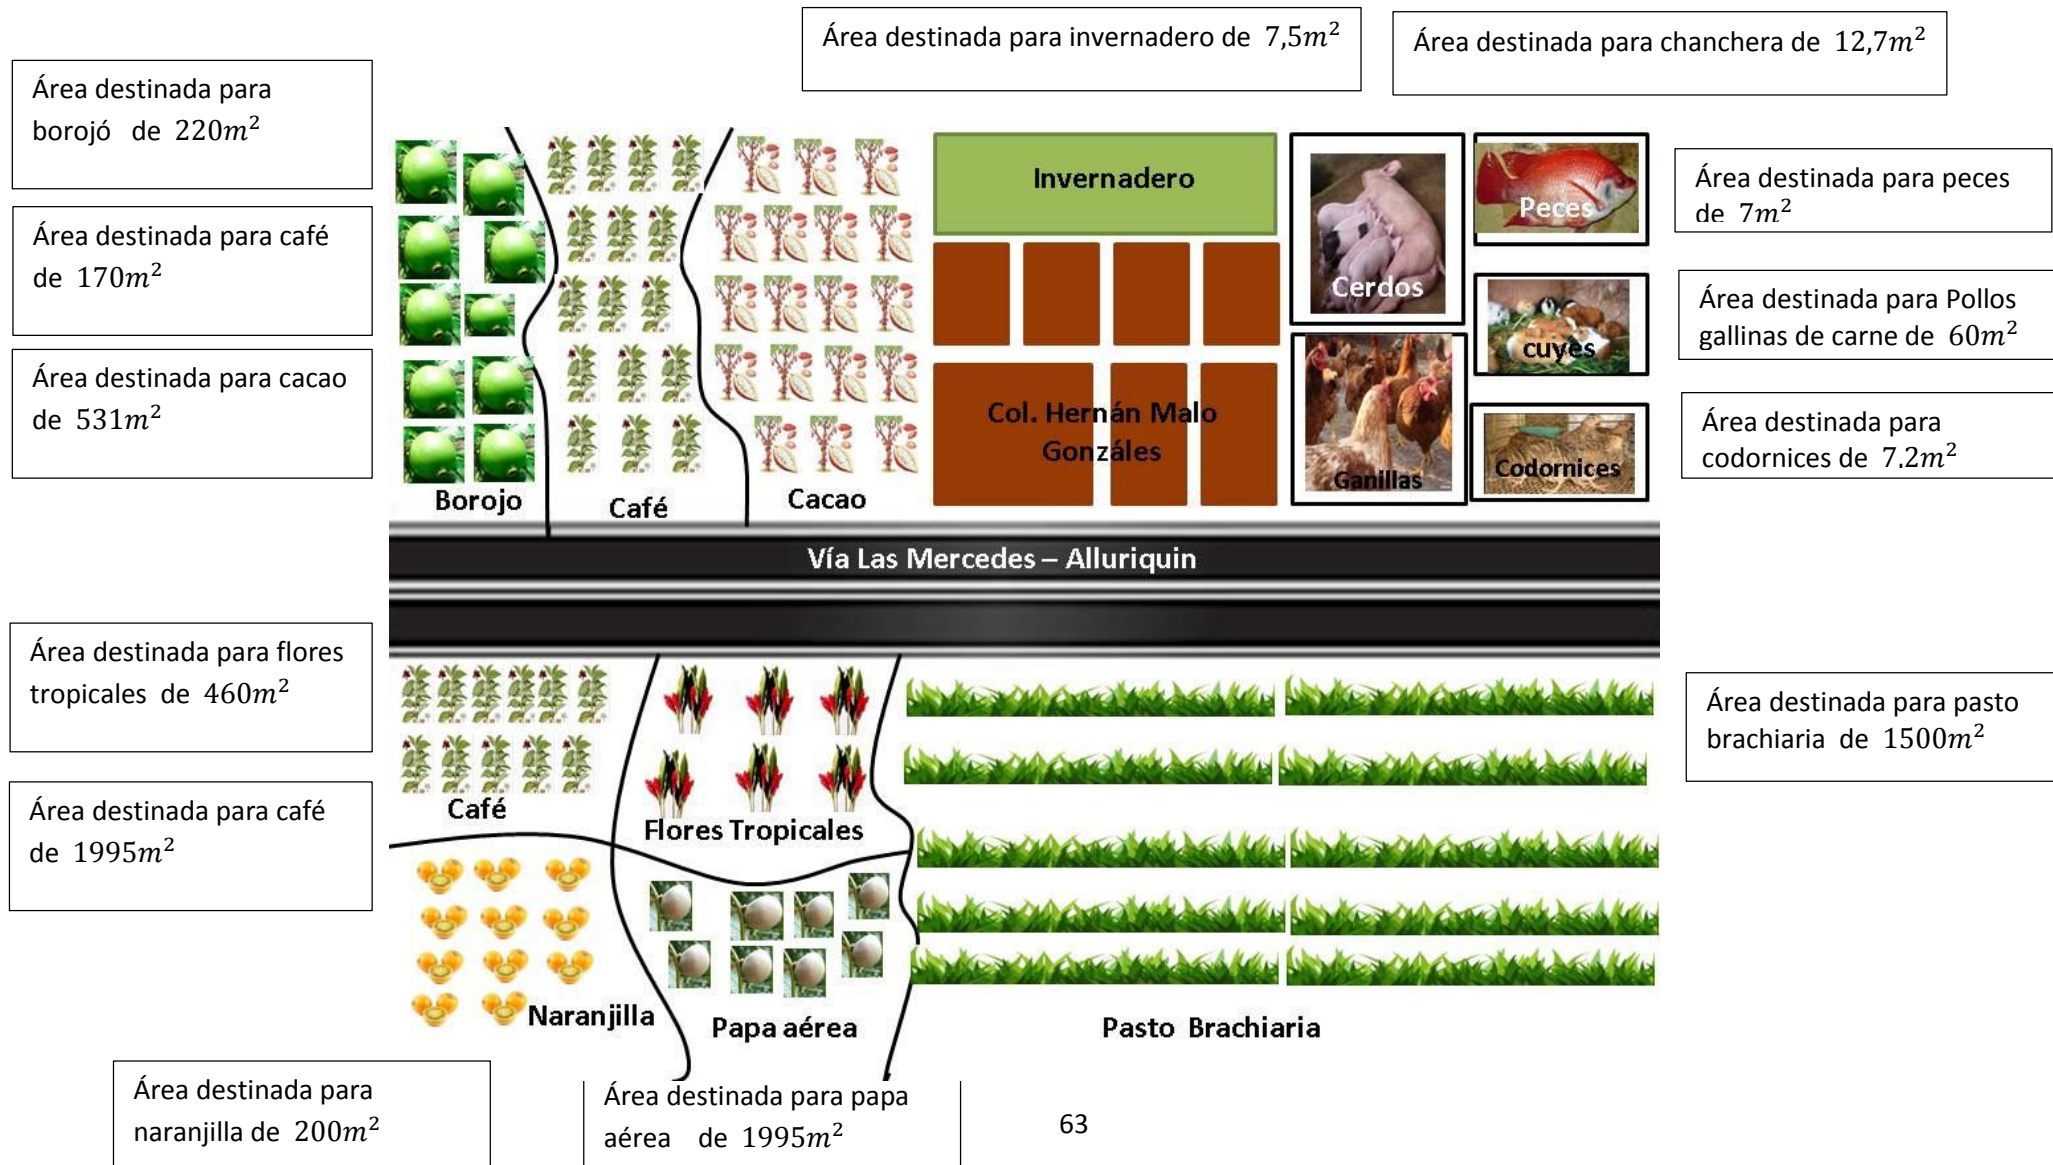 Área destinada para invernadero de 7,5m²
Área destinada para chanchera de 12,7m²
Área destinada para
borojó de 220m²
Área destinada para café
de 170m²
Área destinada para cacao
de 531m²
Invernadero
Cerdos
Peces
cuyes
Col. Hernán Malo
Gonzáles
Ganillas
Codornices
Borojo
Café
Cacao
Área destinada para peces
de 7m²
Área destinada para Pollos
gallinas de carne de 60m²
Área destinada para
codornices de 7.2m²
Vía Las Mercedes – Alluriquin
Área destinada para flores
tropicales de 460m²
Área destinada para café
de 1995m²
Café
Flores Tropicales
Naranjilla
Papa aérea
Pasto Brachiaria
Área destinada para pasto
brachiaria de 1500m²
Área destinada para
naranjilla de 200m²
Área destinada para papa
aérea de 1995m²
63